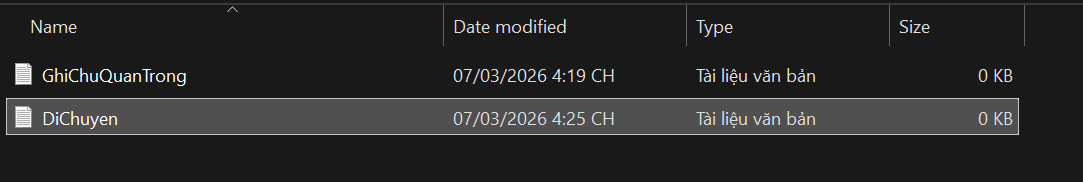 Name Date modified Type Size
GhiChuQuanTrong 07/03/2026 4:19 CH Tài liệu văn bản 0 KB
DiChuyen 07/03/2026 4:25 CH Tài liệu văn bản 0 KB